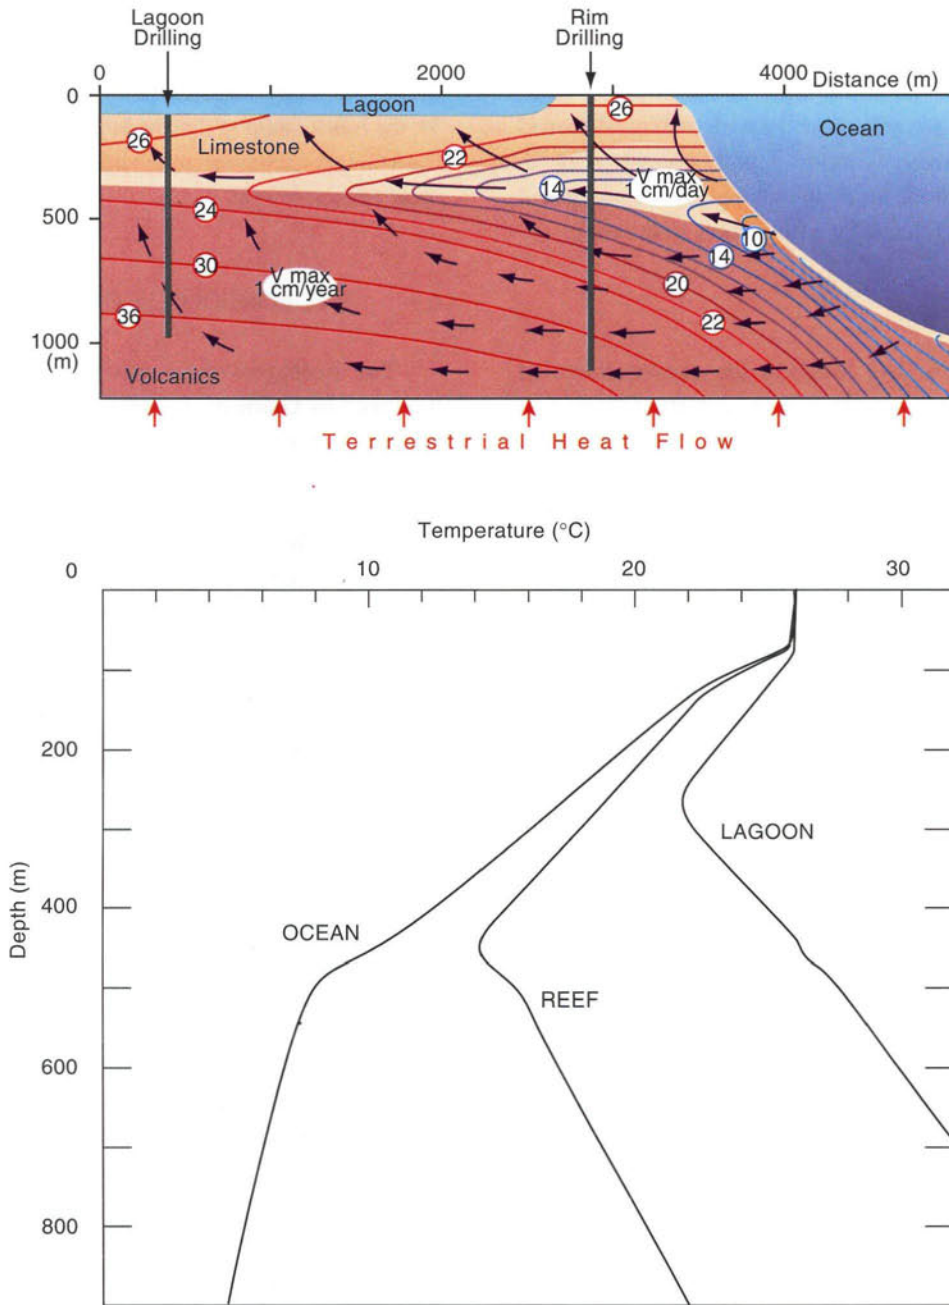 Lagoon
Drilling
Rim
Drilling
0 2000 4000 Distance (m)
0
Lagoon
26
Ocean
26
Limestone
22
14
V max
1 cm/day
24
500
10
14
30
V max
1 cm/year
20
36
22
1000
(m)
Volcanics
Terrestrial Heat Flow
Temperature (°C)
0 10 20 30
200
LAGOON
Depth (m)
400
OCEAN
REEF
600
800